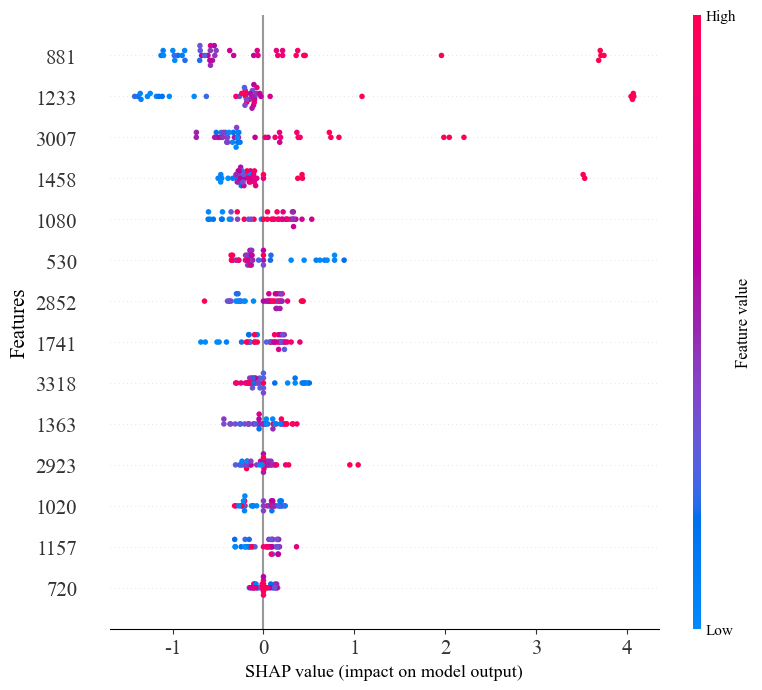 High
881
1233
3007
1458
1080
530
2852
1741
3318
1363
2923
1020
1157
720
Features
Feature value
Low
-1 0 1 2 3 4
SHAP value (impact on model output)